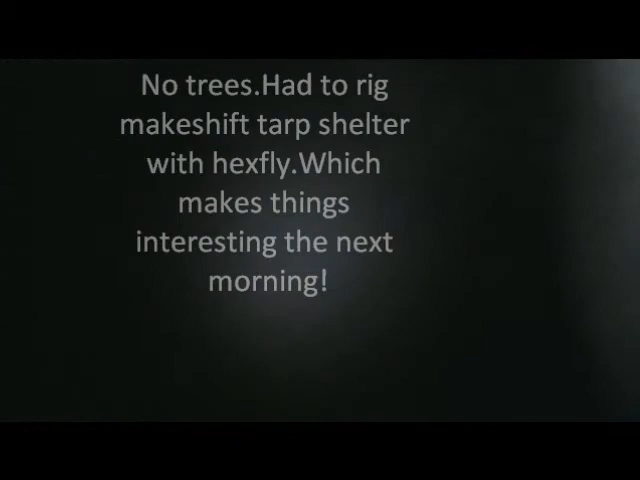 No trees.Had to rig
makeshift tarp shelter
with hexfly.Which
makes things
interesting the next
morning!